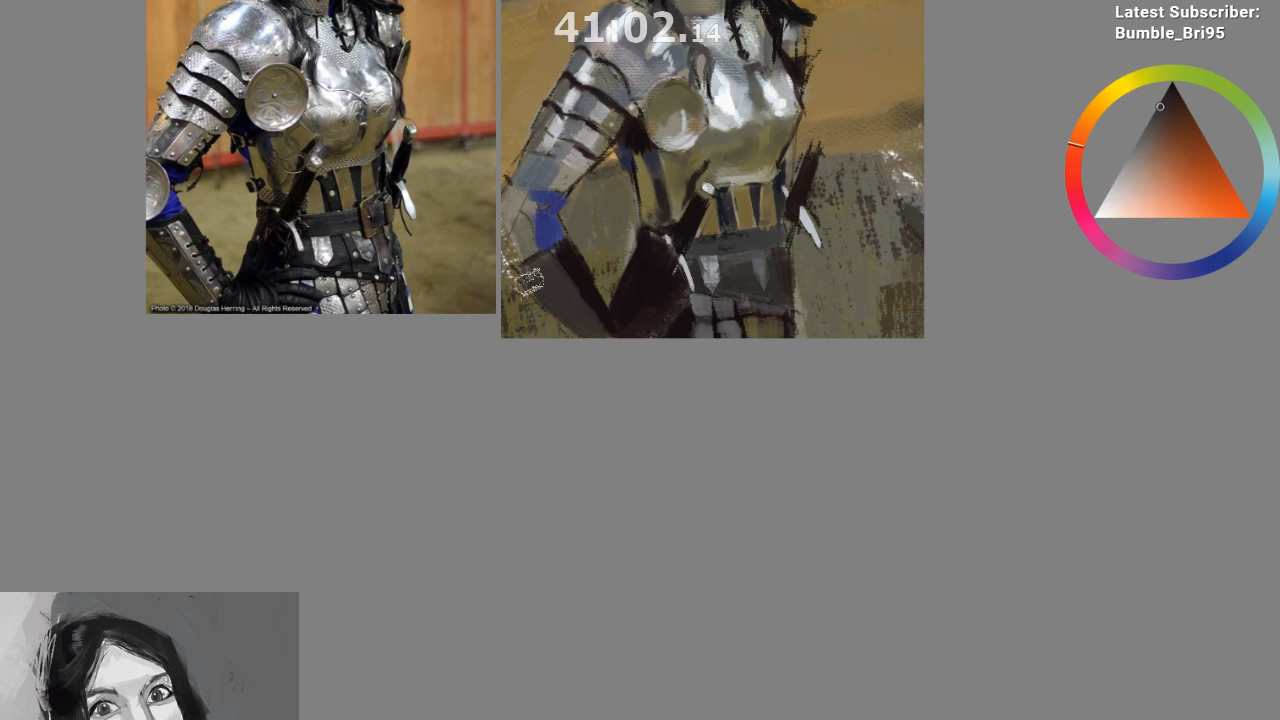 41:02.14
Latest Subscriber:
Bumble_Bri95
Photo © 2018 Douglas Herring – All Rights Reserved